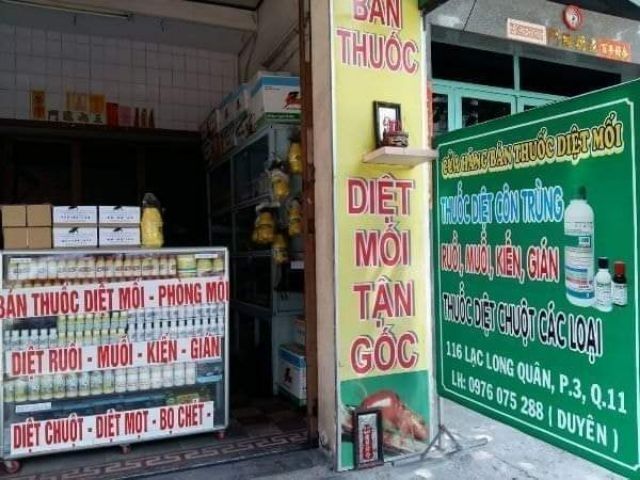 BÁN THUỐC DIỆT MỐI - PHÒNG MỐI
DIỆT RUỒI - MUỖI - KIẾN - GIÁN
DIỆT CHUỘT - DIỆT MỌT - BỌ CHÉT -
BÁN
THUỐC
DIỆT
MỐI
TẬN
GỐC
CỬA HÀNG BÁN THUỐC DIỆT MỐI
THUỐC DIỆT CÔN TRÙNG
RUỒI, MUỖI, KIẾN, GIÁN
THUỐC DIỆT CHUỘT CÁC LOẠI
116 LẠC LONG QUÂN, P.3, Q.11
LH: 0976 075 288 ( DUYÊN )